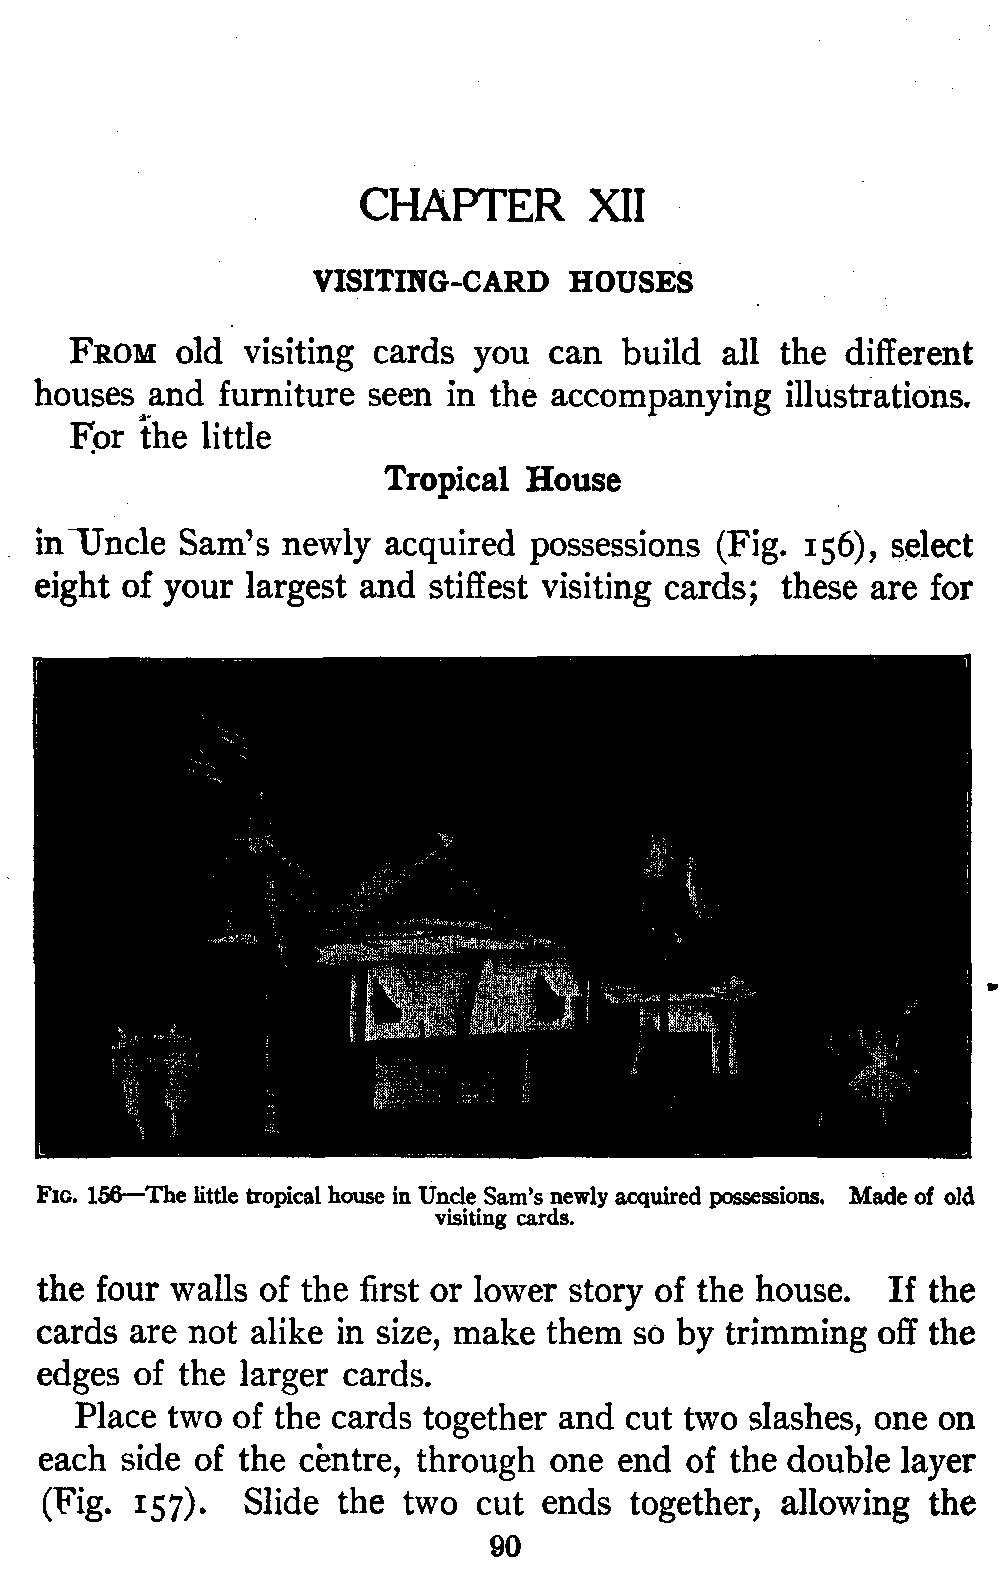 CHAPTER XII
VISITING-CARD HOUSES
FROM old visiting cards you can build all the different
houses and furniture seen in the accompanying illustrations.
For the little
Tropical House
in Uncle Sam's newly acquired possessions (Fig. 156), select
eight of your largest and stiffest visiting cards; these are for
FIG. 156—The little tropical house in Uncle Sam's newly acquired possessions. Made of old
visiting cards.
the four walls of the first or lower story of the house. If the
cards are not alike in size, make them so by trimming off the
edges of the larger cards.
Place two of the cards together and cut two slashes, one on
each side of the centre, through one end of the double layer
(Fig. 157). Slide the two cut ends together, allowing the
90